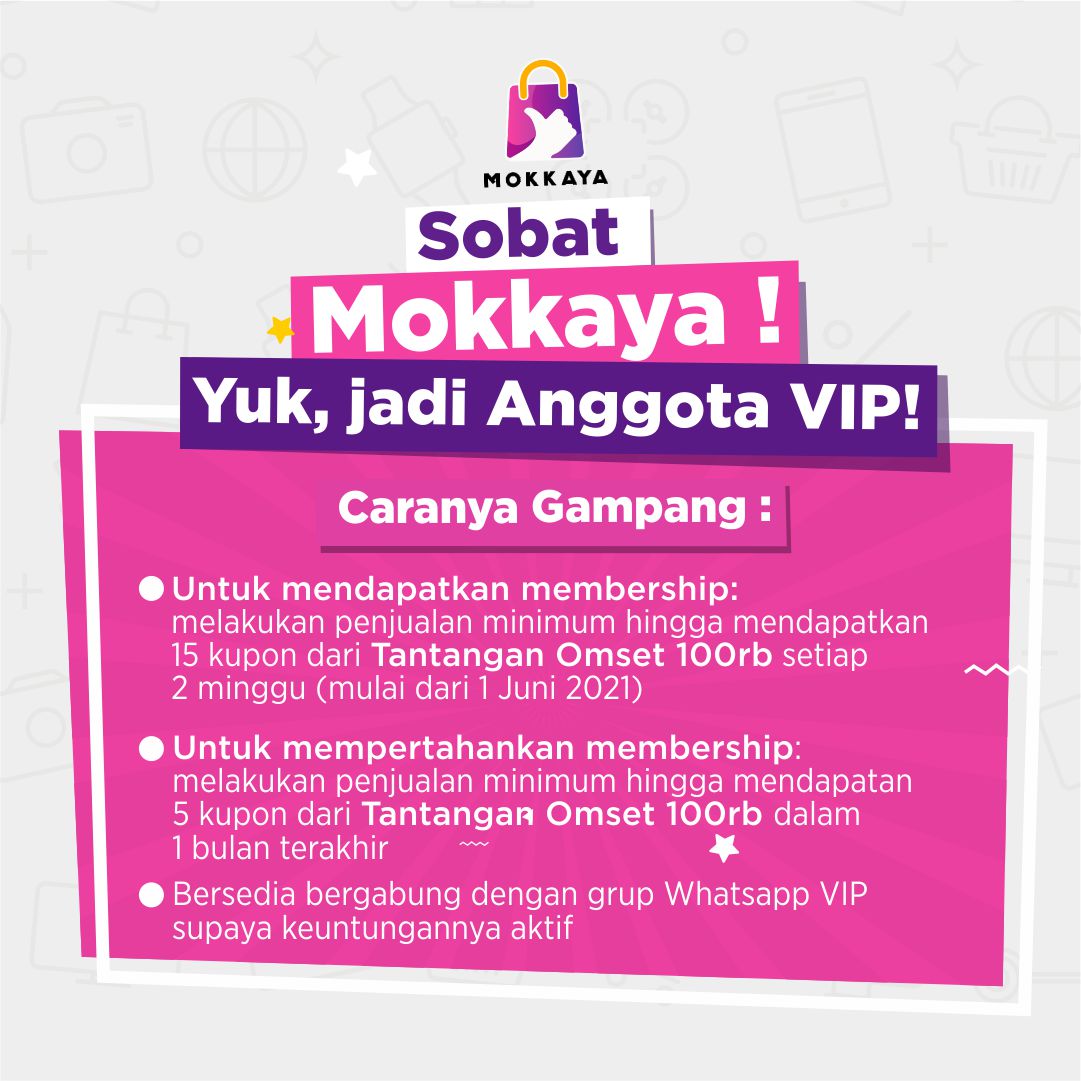 MOKKAYA
Sobat
Mokkaya !
Yuk, jadi Anggota VIP!
Caranya Gampang :
Untuk mendapatkan membership:
melakukan penjualan minimum hingga mendapatkan
15 kupon dari Tantangan Omset 100rb setiap
2 minggu (mulai dari 1 Juni 2021)
Untuk mempertahankan membership:
melakukan penjualan minimum hingga mendapatan
5 kupon dari Tantangan Omset 100rb dalam
1 bulan terakhir
Bersedia bergabung dengan grup Whatsapp VIP
supaya keuntungannya aktif